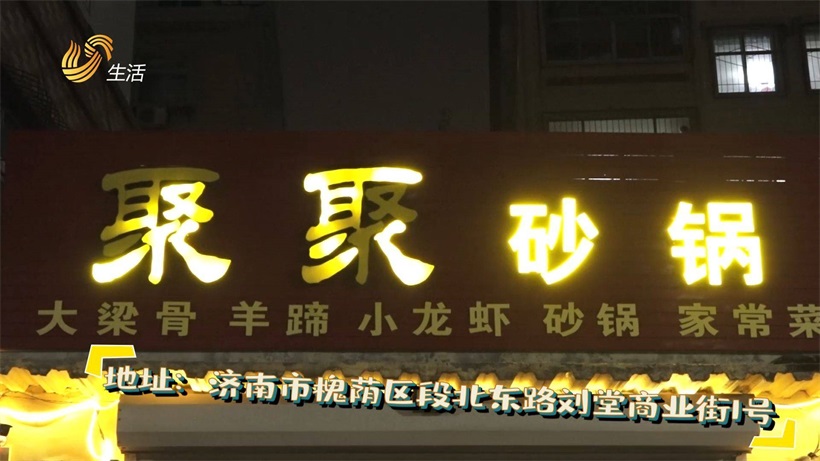 生活
聚聚砂锅
大梁骨 羊蹄 小龙虾 砂锅 家常菜
地址：济南市槐荫区段北东路刘堂商业街1号